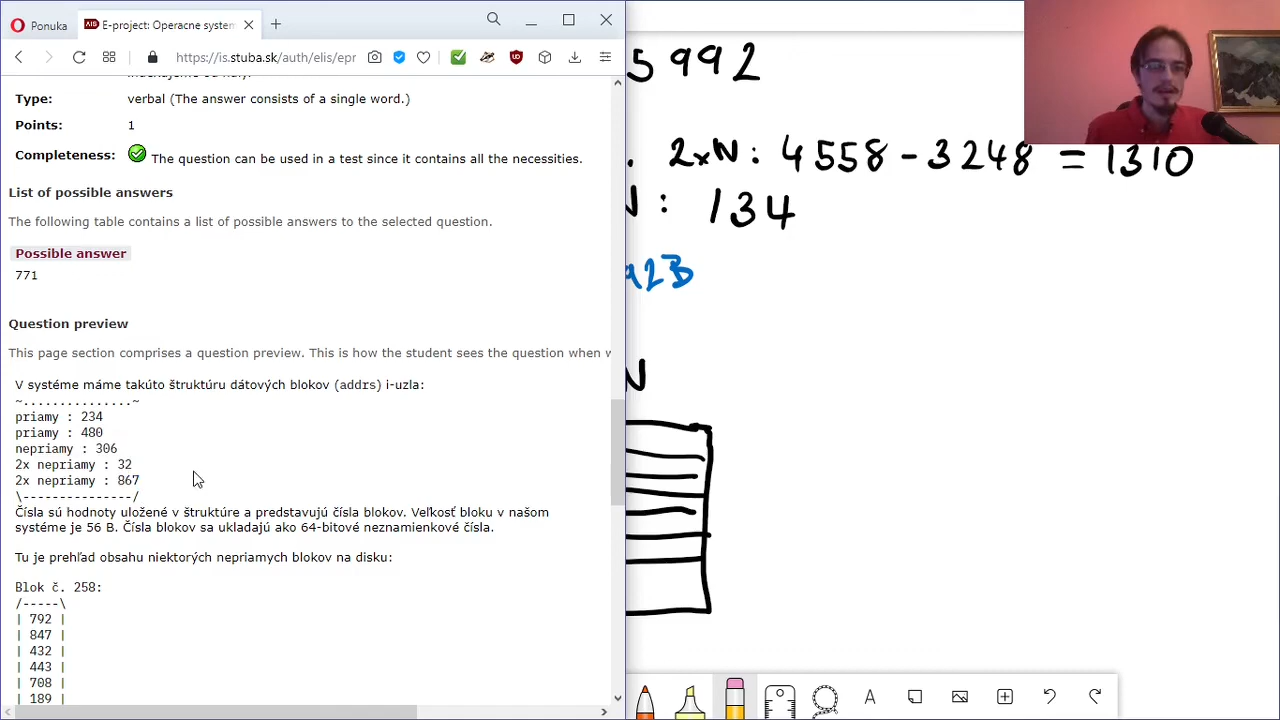 Ponuka
E-project: Operacne systen
https://is.stuba.sk/auth/elis/epr
Type: verbal (The answer consists of a single word.)
Points: 1
Completeness: The question can be used in a test since it contains all the necessities.
List of possible answers
The following table contains a list of possible answers to the selected question.
Possible answer
771
Question preview
This page section comprises a question preview. This is how the student sees the question when w
V systéme máme takúto štruktúru dátových blokov (addrs) i-uzla:
~...............~
priamy : 234
priamy : 480
nepriamy : 306
2x nepriamy : 32
2x nepriamy : 867
\---------------/
Čísla sú hodnoty uložené v štruktúre a predstavujú čísla blokov. Veľkosť bloku v našom
systéme je 56 B. Čísla blokov sa ukladajú ako 64-bitové neznamienkové čísla.
Tu je prehľad obsahu niektorých nepriamych blokov na disku:
Blok č. 258:
/-----\
| 792 |
| 847 |
| 432 |
| 443 |
| 708 |
| 189 |
5992
. 2xN: 4558 - 3248 = 1310
N: 134
92B
N
A